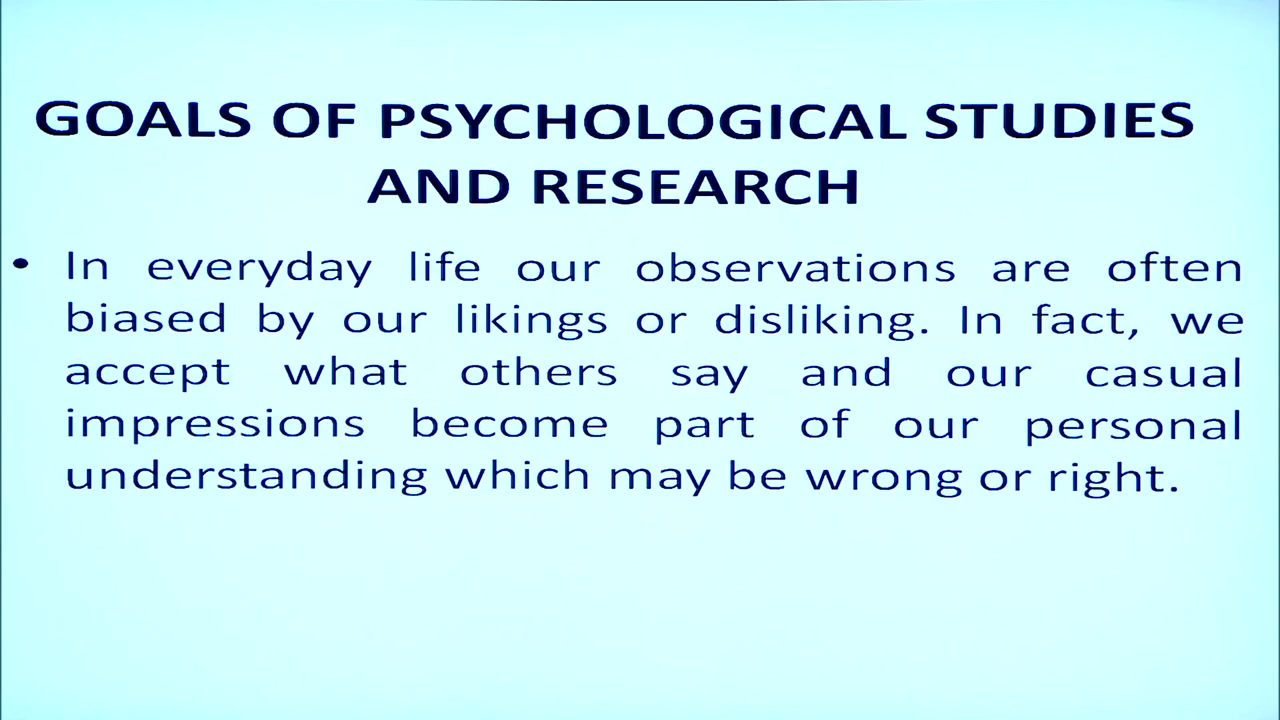 GOALS OF PSYCHOLOGICAL STUDIES
AND RESEARCH
• In everyday life our observations are often
biased by our likings or disliking. In fact, we
accept what others say and our casual
impressions become part of our personal
understanding which may be wrong or right.